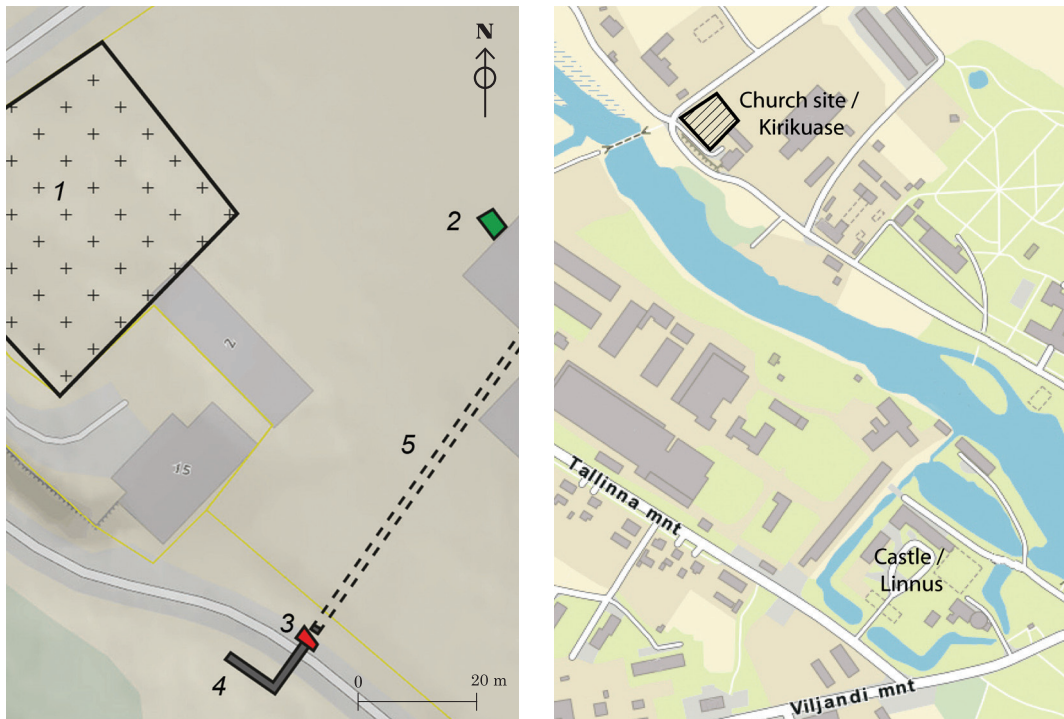 N
1
2
2
5
15
3
4
0
20 m
Church site /
Kirikuase
Tallinna mnt
Castle /
Linnus
Viljandi mnt